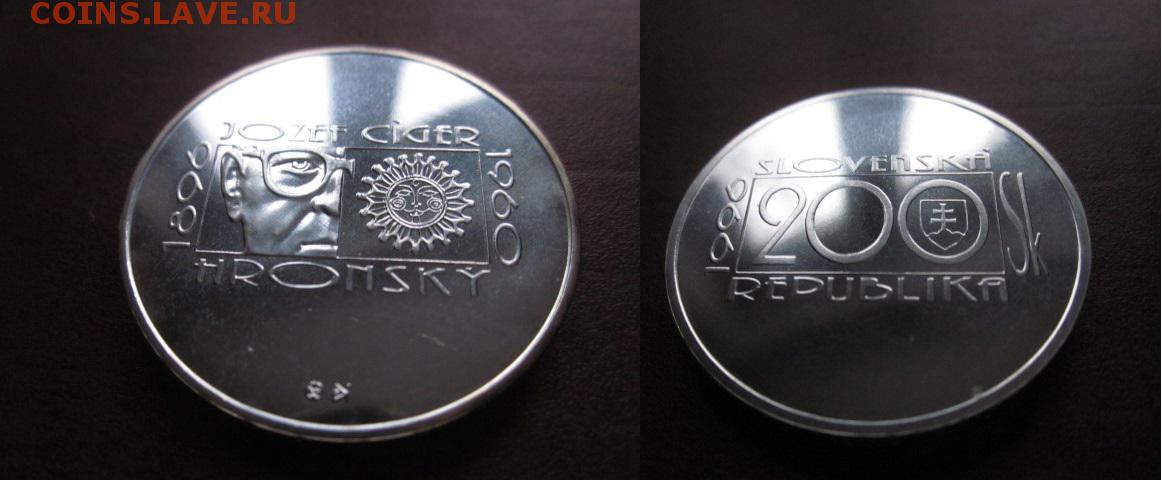 COINS.LAVE.RU
JOZEF CÍGER
1896
1960
HRONSKÝ
SLOVENSKÁ
1996
200
Sk
REPUBLIKA